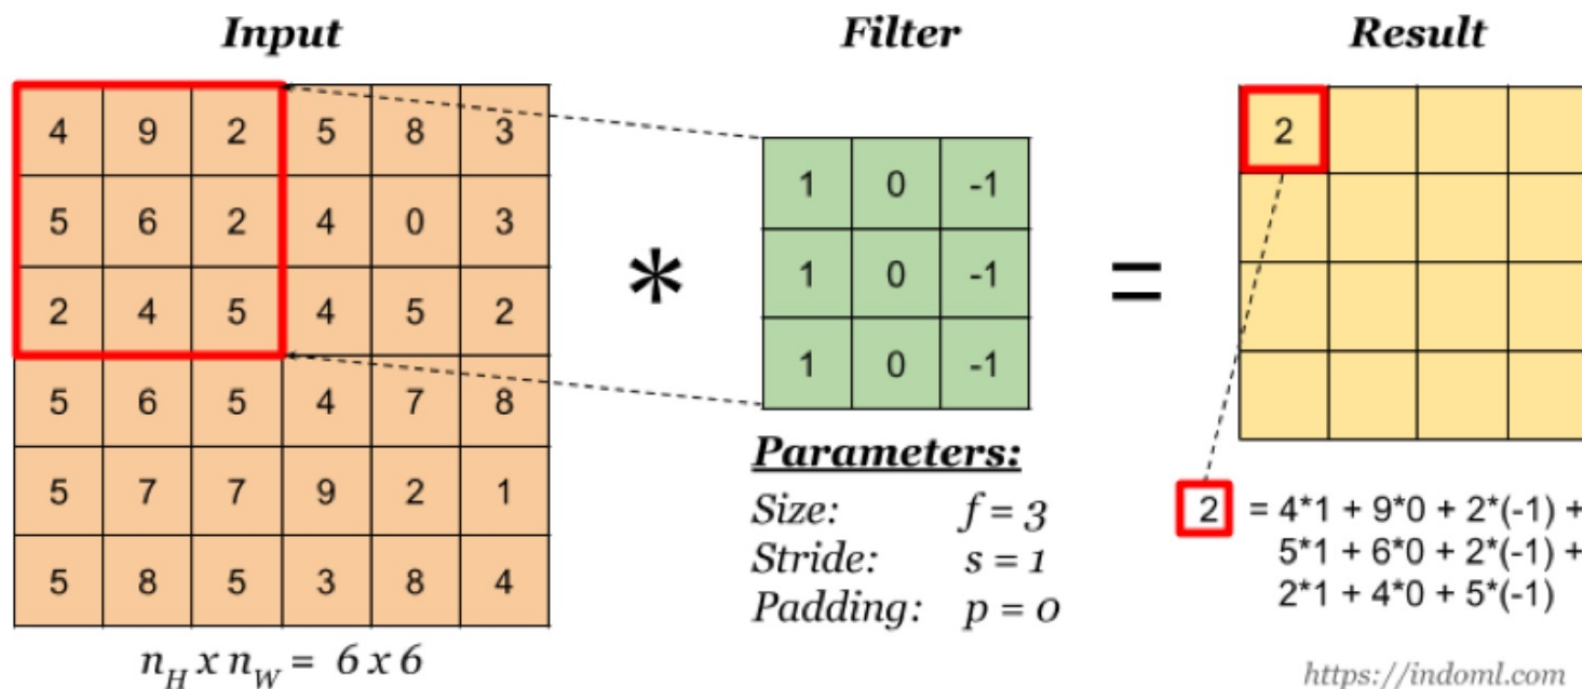 Input
4 9 2 5 8 3
5 6 2 4 0 3
2 4 5 4 5 2
5 6 5 4 7 8
5 7 7 9 2 1
5 8 5 3 8 4
n_H x n_W = 6 x 6
*
Filter
1 0 -1
1 0 -1
1 0 -1
Parameters:
Size: f = 3
Stride: s = 1
Padding: p = 0
=
Result
2
2 = 4*1 + 9*0 + 2*(-1) +
5*1 + 6*0 + 2*(-1) +
2*1 + 4*0 + 5*(-1)
https://indoml.com